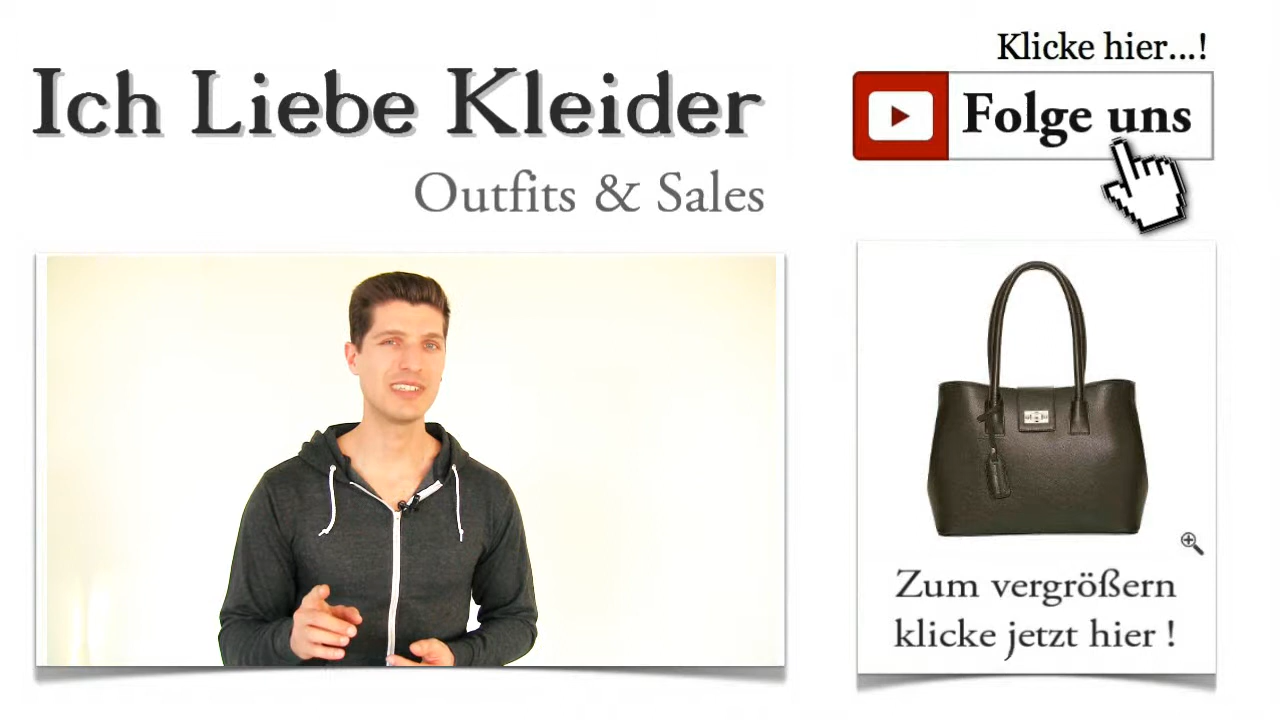 Ich Liebe Kleider
Outfits & Sales
Klicke hier...!
Folge uns
Zum vergrößern
klicke jetzt hier !